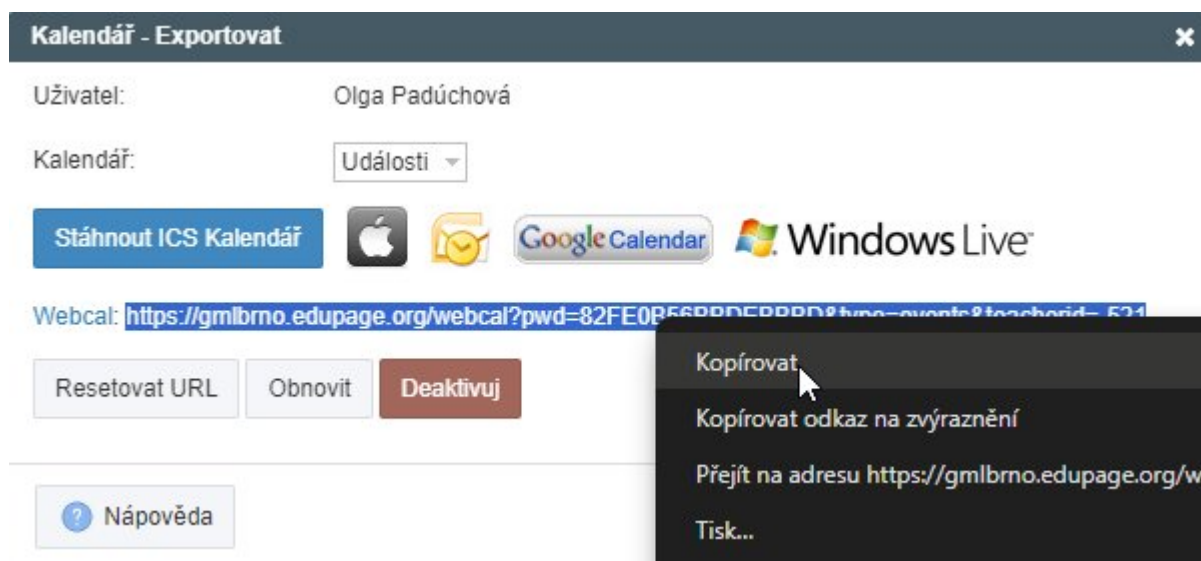 Kalendář - Exportovat
Uživatel: Olga Padúchová
Kalendář: Události
Stáhnout ICS Kalendář Google Calendar Windows Live
Webcal: https://gmlbrno.edupage.org/webcal?
Resetovat URL Obnovit Deaktivuj
Kopírovat
Kopírovat odkaz na zvýraznění
Přejít na adresu https://gmlbrno.edupage.org/w
Nápověda
Tisk...